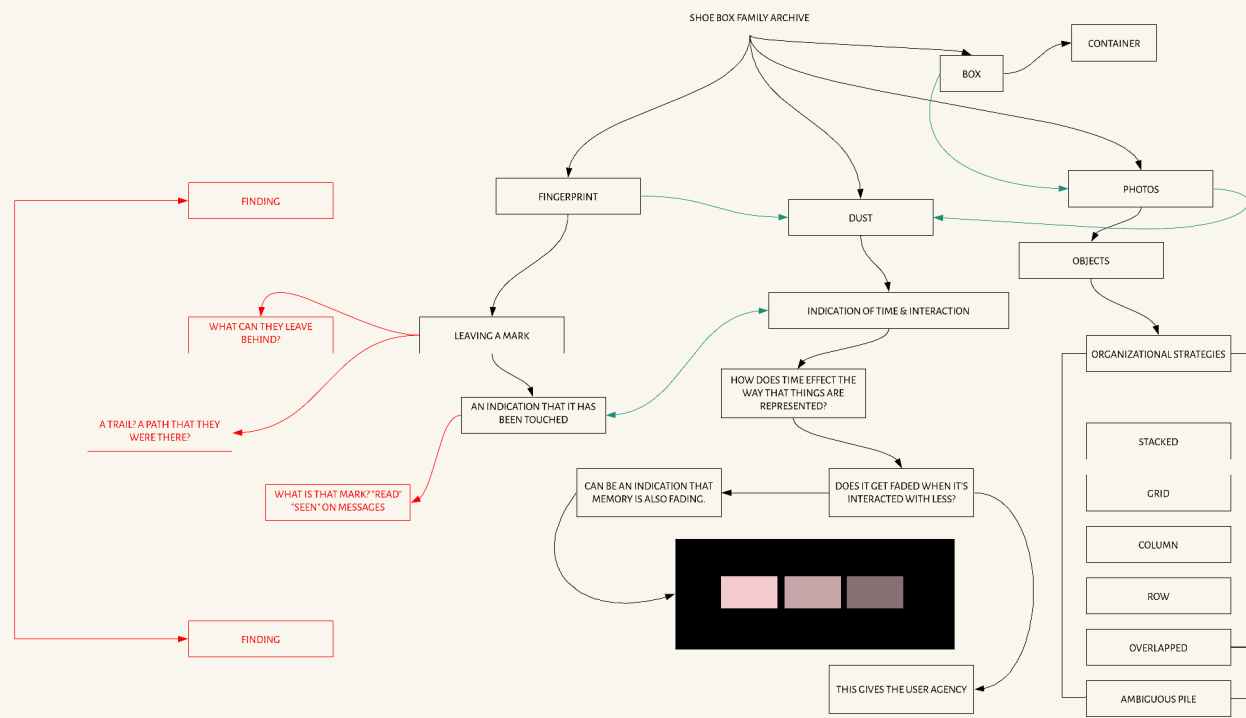 SHOE BOX FAMILY ARCHIVE
CONTAINER
BOX
FINDING
FINGERPRINT
DUST
PHOTOS
OBJECTS
WHAT CAN THEY LEAVE
BEHIND?
LEAVING A MARK
INDICATION OF TIME & INTERACTION
ORGANIZATIONAL STRATEGIES
A TRAIL? A PATH THAT THEY
WERE THERE?
AN INDICATION THAT IT HAS
BEEN TOUCHED
HOW DOES TIME EFFECT THE
WAY THAT THINGS ARE
REPRESENTED?
STACKED
WHAT IS THAT MARK? "READ"
"SEEN" ON MESSAGES
CAN BE AN INDICATION THAT
MEMORY IS ALSO FADING.
DOES IT GET FADED WHEN IT'S
INTERACTED WITH LESS?
GRID
COLUMN
ROW
FINDING
OVERLAPPED
THIS GIVES THE USER AGENCY
AMBIGUOUS PILE